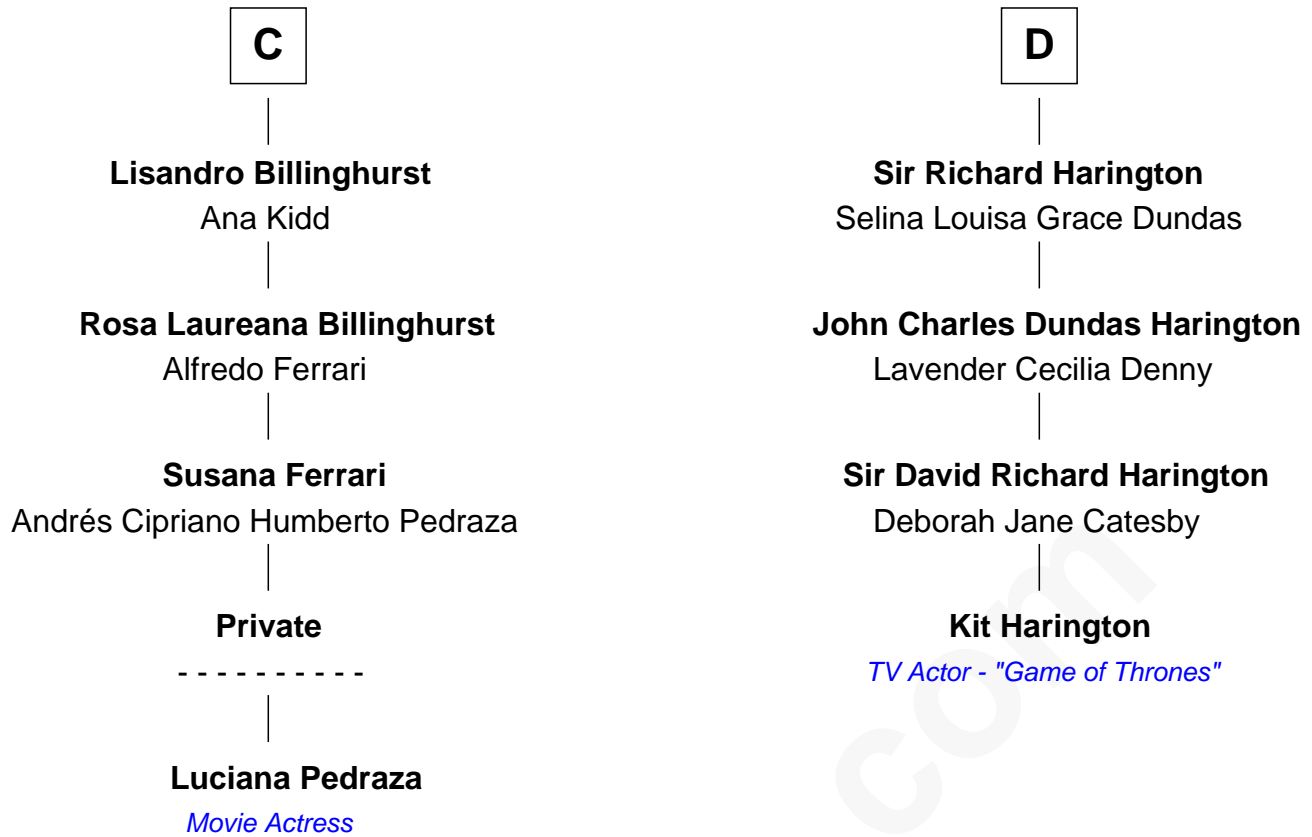 C
Lisandro Billinghurst
Ana Kidd
Rosa Laureana Billinghurst
Alfredo Ferrari
Susana Ferrari
Andrés Cipriano Humberto Pedraza
Private
- - - - - - - - - -
Luciana Pedraza
Movie Actress
D
Sir Richard Harington
Selina Louisa Grace Dundas
John Charles Dundas Harington
Lavender Cecilia Denny
Sir David Richard Harington
Deborah Jane Catesby
Kit Harington
TV Actor - "Game of Thrones"
com